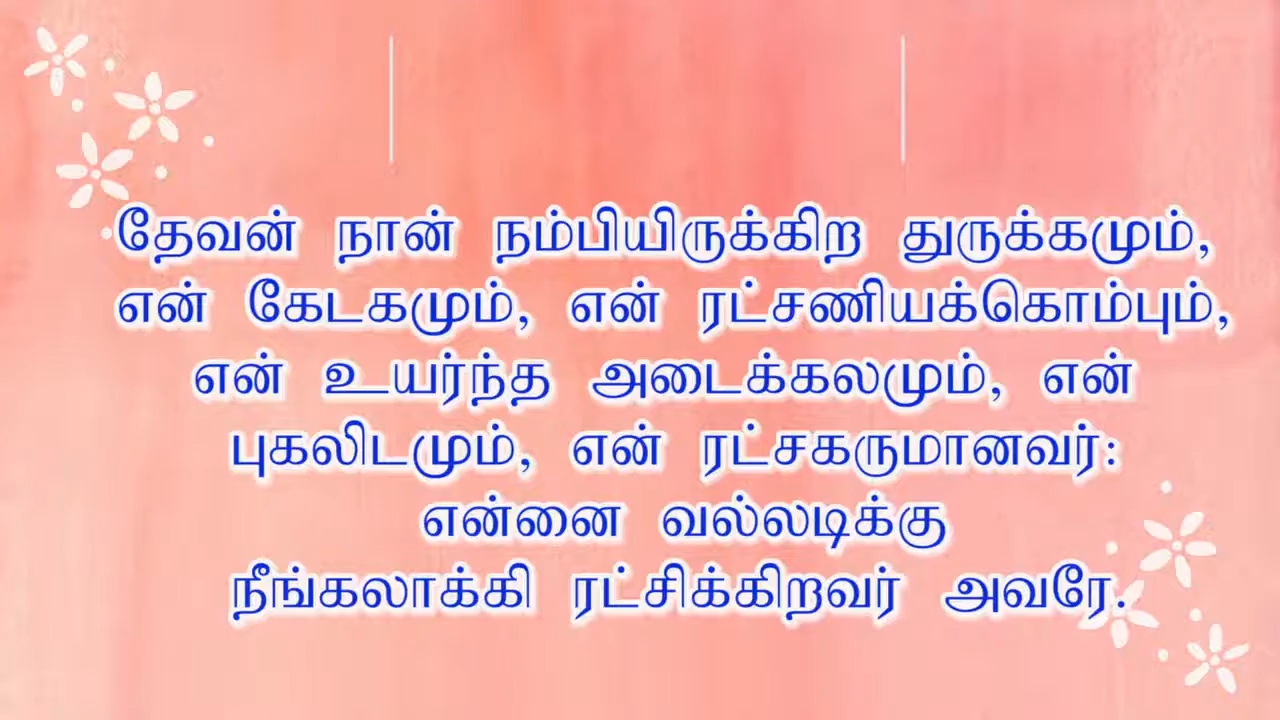 தேவன் நான் நம்பியிருக்கிற துருக்கமும்,
என் கேடகமும், என் ரட்சணியக்கொம்பும்,
என் உயர்ந்த அடைக்கலமும், என்
புகலிடமும், என் ரட்சகருமானவர்:
என்னை வல்லடிக்கு
நீங்கலாக்கி ரட்சிக்கிறவர் அவரே.